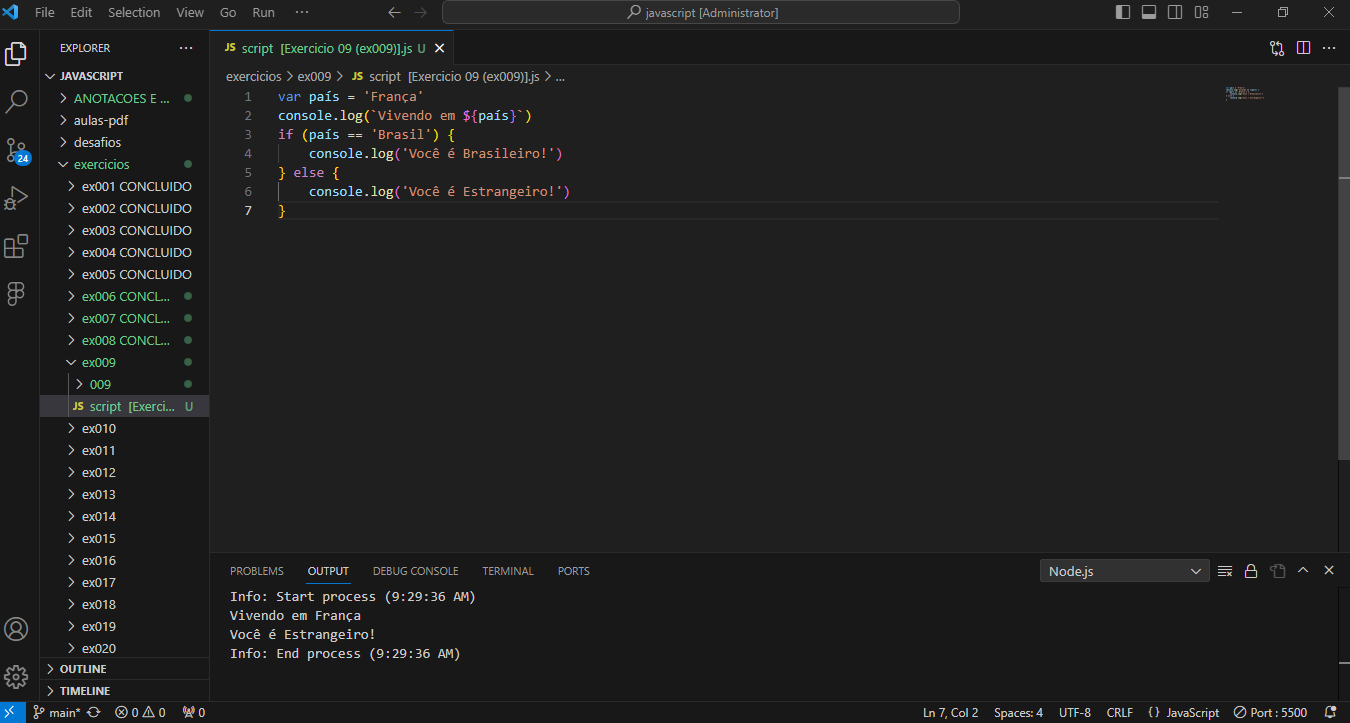 File Edit Selection View Go Run ··· javascript [Administrator]
EXPLORER ···
JAVASCRIPT
ANOTACOES E ...
aulas-pdf
desafios
exercicios
ex001 CONCLUIDO
ex002 CONCLUIDO
ex003 CONCLUIDO
ex004 CONCLUIDO
ex005 CONCLUIDO
ex006 CONCL...
ex007 CONCL...
ex008 CONCL...
ex009
009
JS script [Exerci... U
ex010
ex011
ex012
ex013
ex014
ex015
ex016
ex017
ex018
ex019
ex020
OUTLINE
TIMELINE
24
JS script [Exercicio 09 (ex009)].js U
exercicios > ex009 > JS script [Exercicio 09 (ex009)].js > ...
1 var país = 'França'
2 console.log(`Vivendo em ${país}`)
3 if (país == 'Brasil') {
4 console.log('Você é Brasileiro!')
5 } else {
6 console.log('Você é Estrangeiro!')
7 }
PROBLEMS OUTPUT DEBUG CONSOLE TERMINAL PORTS Node.js
Info: Start process (9:29:36 AM)
Vivendo em França
Você é Estrangeiro!
Info: End process (9:29:36 AM)
main* 0 0 0 Ln 7, Col 2 Spaces: 4 UTF-8 CRLF {} JavaScript Port : 5500